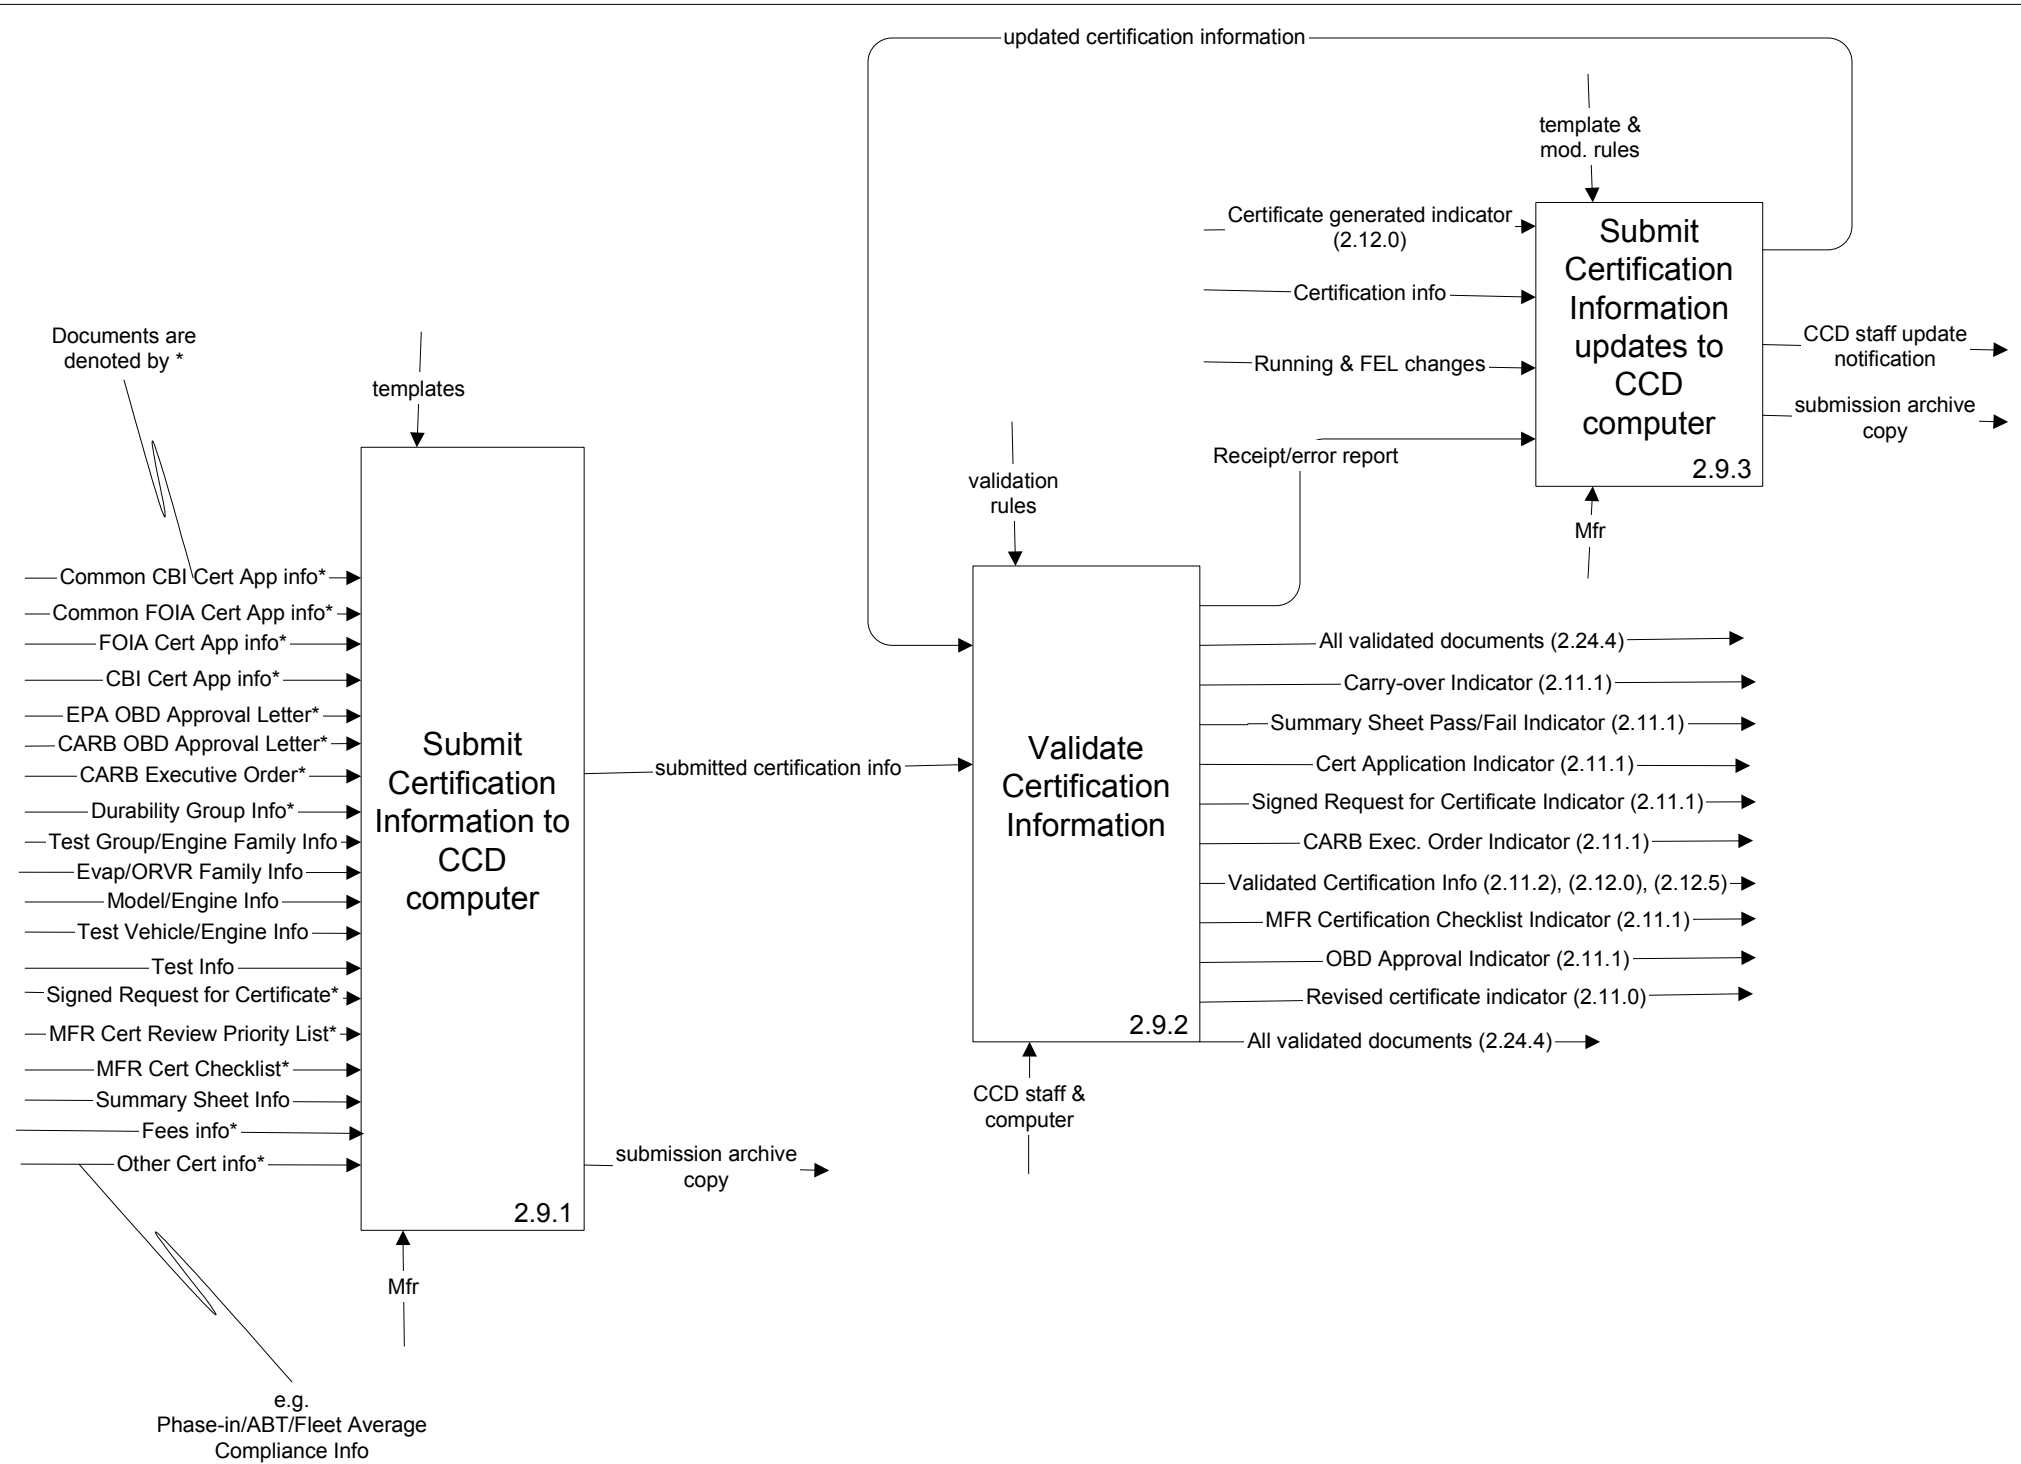 updated certification information
template &
mod. rules
Certificate generated indicator
(2.12.0)
Certification info
Running & FEL changes
Receipt/error report
Submit
Certification
Information
updates to
CCD
computer
2.9.3
CCD staff update
notification
submission archive
copy
Mfr
Documents are
denoted by *
templates
Common CBI Cert App info*
Common FOIA Cert App info*
FOIA Cert App info*
CBI Cert App info*
EPA OBD Approval Letter*
CARB OBD Approval Letter*
CARB Executive Order*
Durability Group Info*
Test Group/Engine Family Info
Evap/ORVR Family Info
Model/Engine Info
Test Vehicle/Engine Info
Test Info
Signed Request for Certificate*
MFR Cert Review Priority List*
MFR Cert Checklist*
Summary Sheet Info
Fees info*
Other Cert info*
Submit
Certification
Information to
CCD
computer
2.9.1
submitted certification info
submission archive
copy
Mfr
e.g.
Phase-in/ABT/Fleet Average
Compliance Info
validation
rules
Validate
Certification
Information
2.9.2
CCD staff &
computer
All validated documents (2.24.4)
Carry-over Indicator (2.11.1)
Summary Sheet Pass/Fail Indicator (2.11.1)
Cert Application Indicator (2.11.1)
Signed Request for Certificate Indicator (2.11.1)
CARB Exec. Order Indicator (2.11.1)
Validated Certification Info (2.11.2), (2.12.0), (2.12.5)
MFR Certification Checklist Indicator (2.11.1)
OBD Approval Indicator (2.11.1)
Revised certificate indicator (2.11.0)
All validated documents (2.24.4)